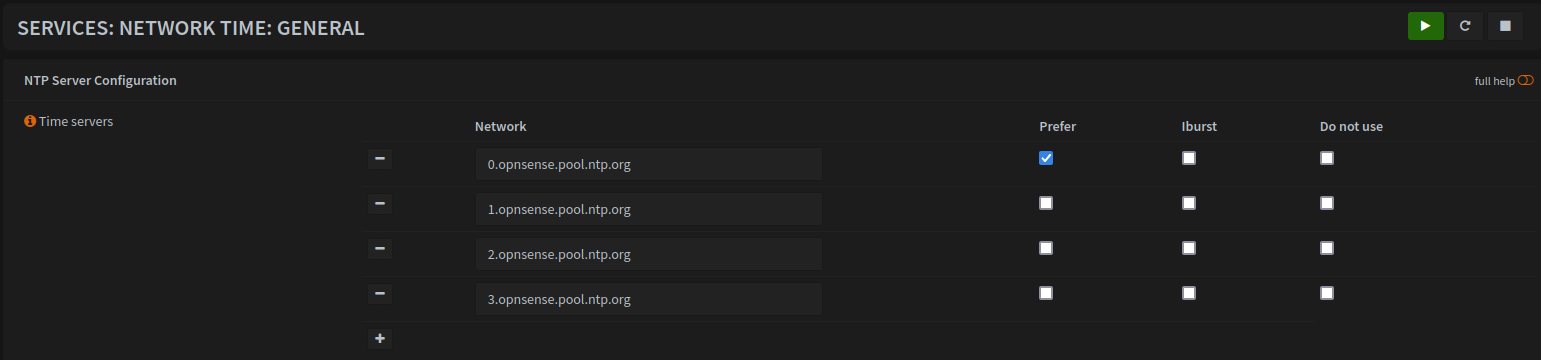 SERVICES: NETWORK TIME: GENERAL
NTP Server Configuration
full help
Time servers
Network Prefer Iburst Do not use
0.opnsense.pool.ntp.org
1.opnsense.pool.ntp.org
2.opnsense.pool.ntp.org
3.opnsense.pool.ntp.org